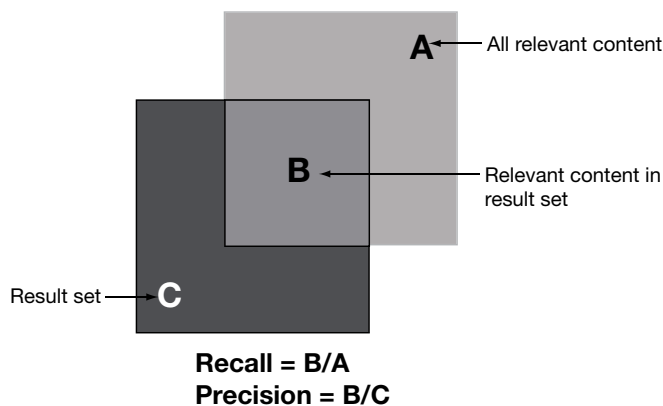 A
All relevant content
B
Relevant content in
result set
Result set
C
Recall = B/A
Precision = B/C